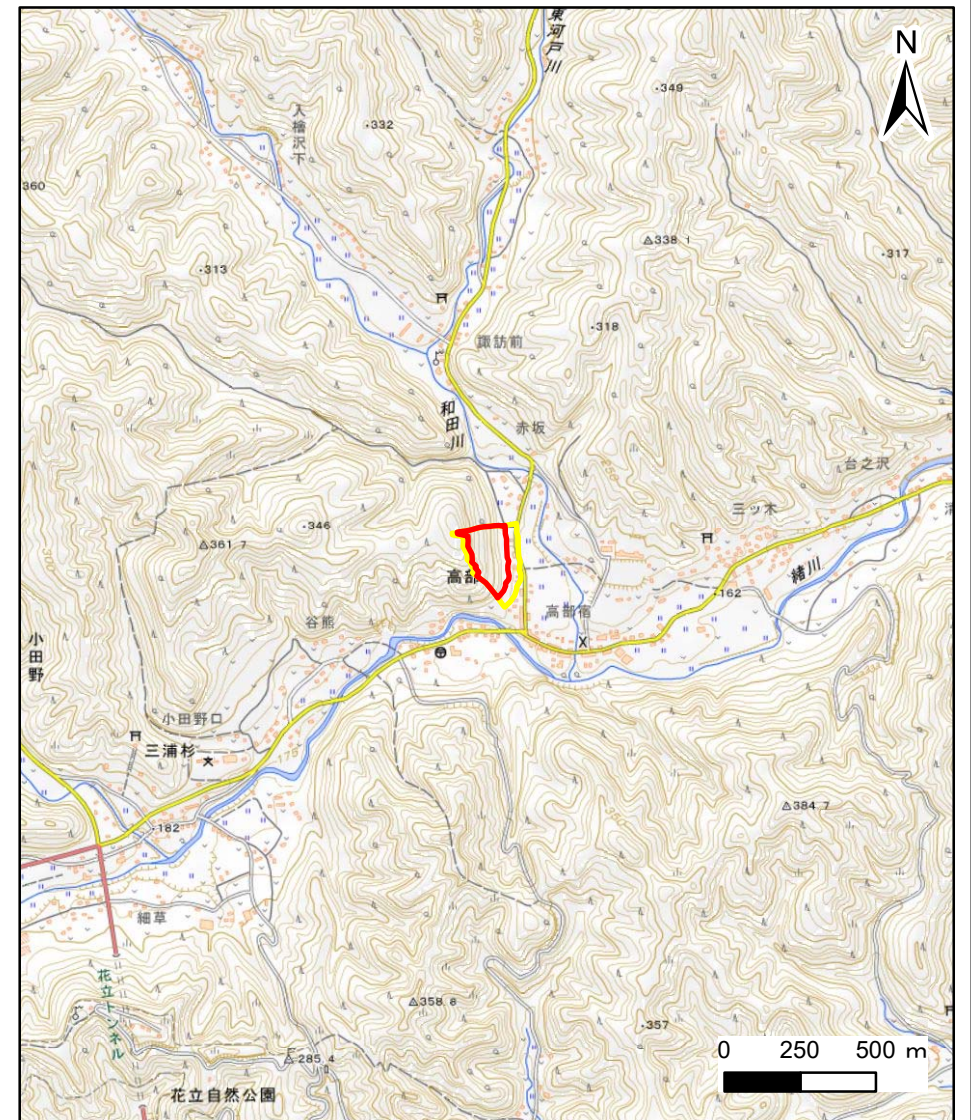 東河戸川
N
・349
入檜沢下
・332
360
△338.1
・317
・313
・318
諏訪前
和田川
赤坂
台之沢
三ッ木
・346
△361.7
300
高部
緒川
・162
谷熊
高部宿
小田野
小田野口
三浦杉
175
△384.7
・182
細草
花立トンネル
△358.8
・357
0 250 500 m
△285.4
花立自然公園